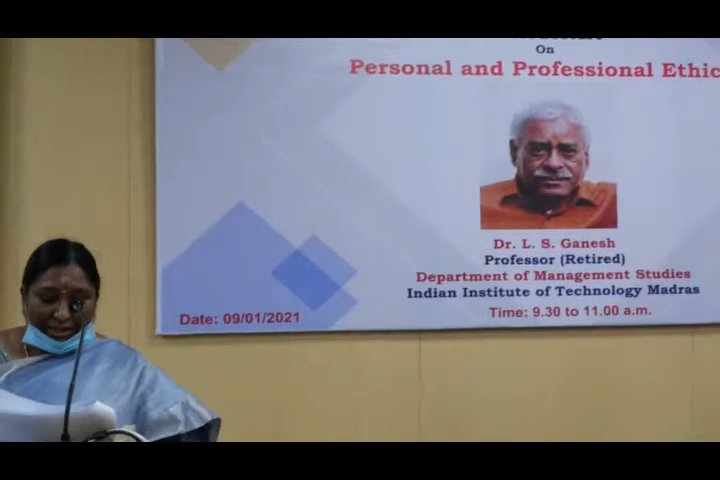 On
Personal and Professional Ethic
Dr. L. S. Ganesh
Professor (Retired)
Department of Management Studies
Indian Institute of Technology Madras
Date: 09/01/2021
Time: 9.30 to 11.00 a.m.